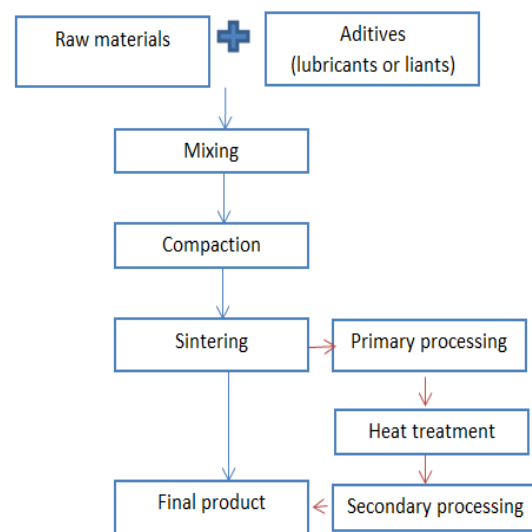 Raw materials
Aditives
(lubricants or liants)
Mixing
Compaction
Sintering
Primary processing
Heat treatment
Final product
Secondary processing